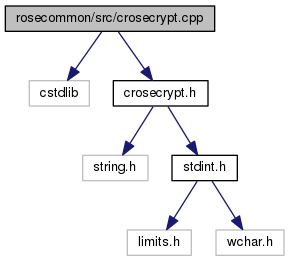 rosecommon/src/crosecrypt.cpp
cstdlib
crosecrypt.h
string.h
stdint.h
limits.h
wchar.h